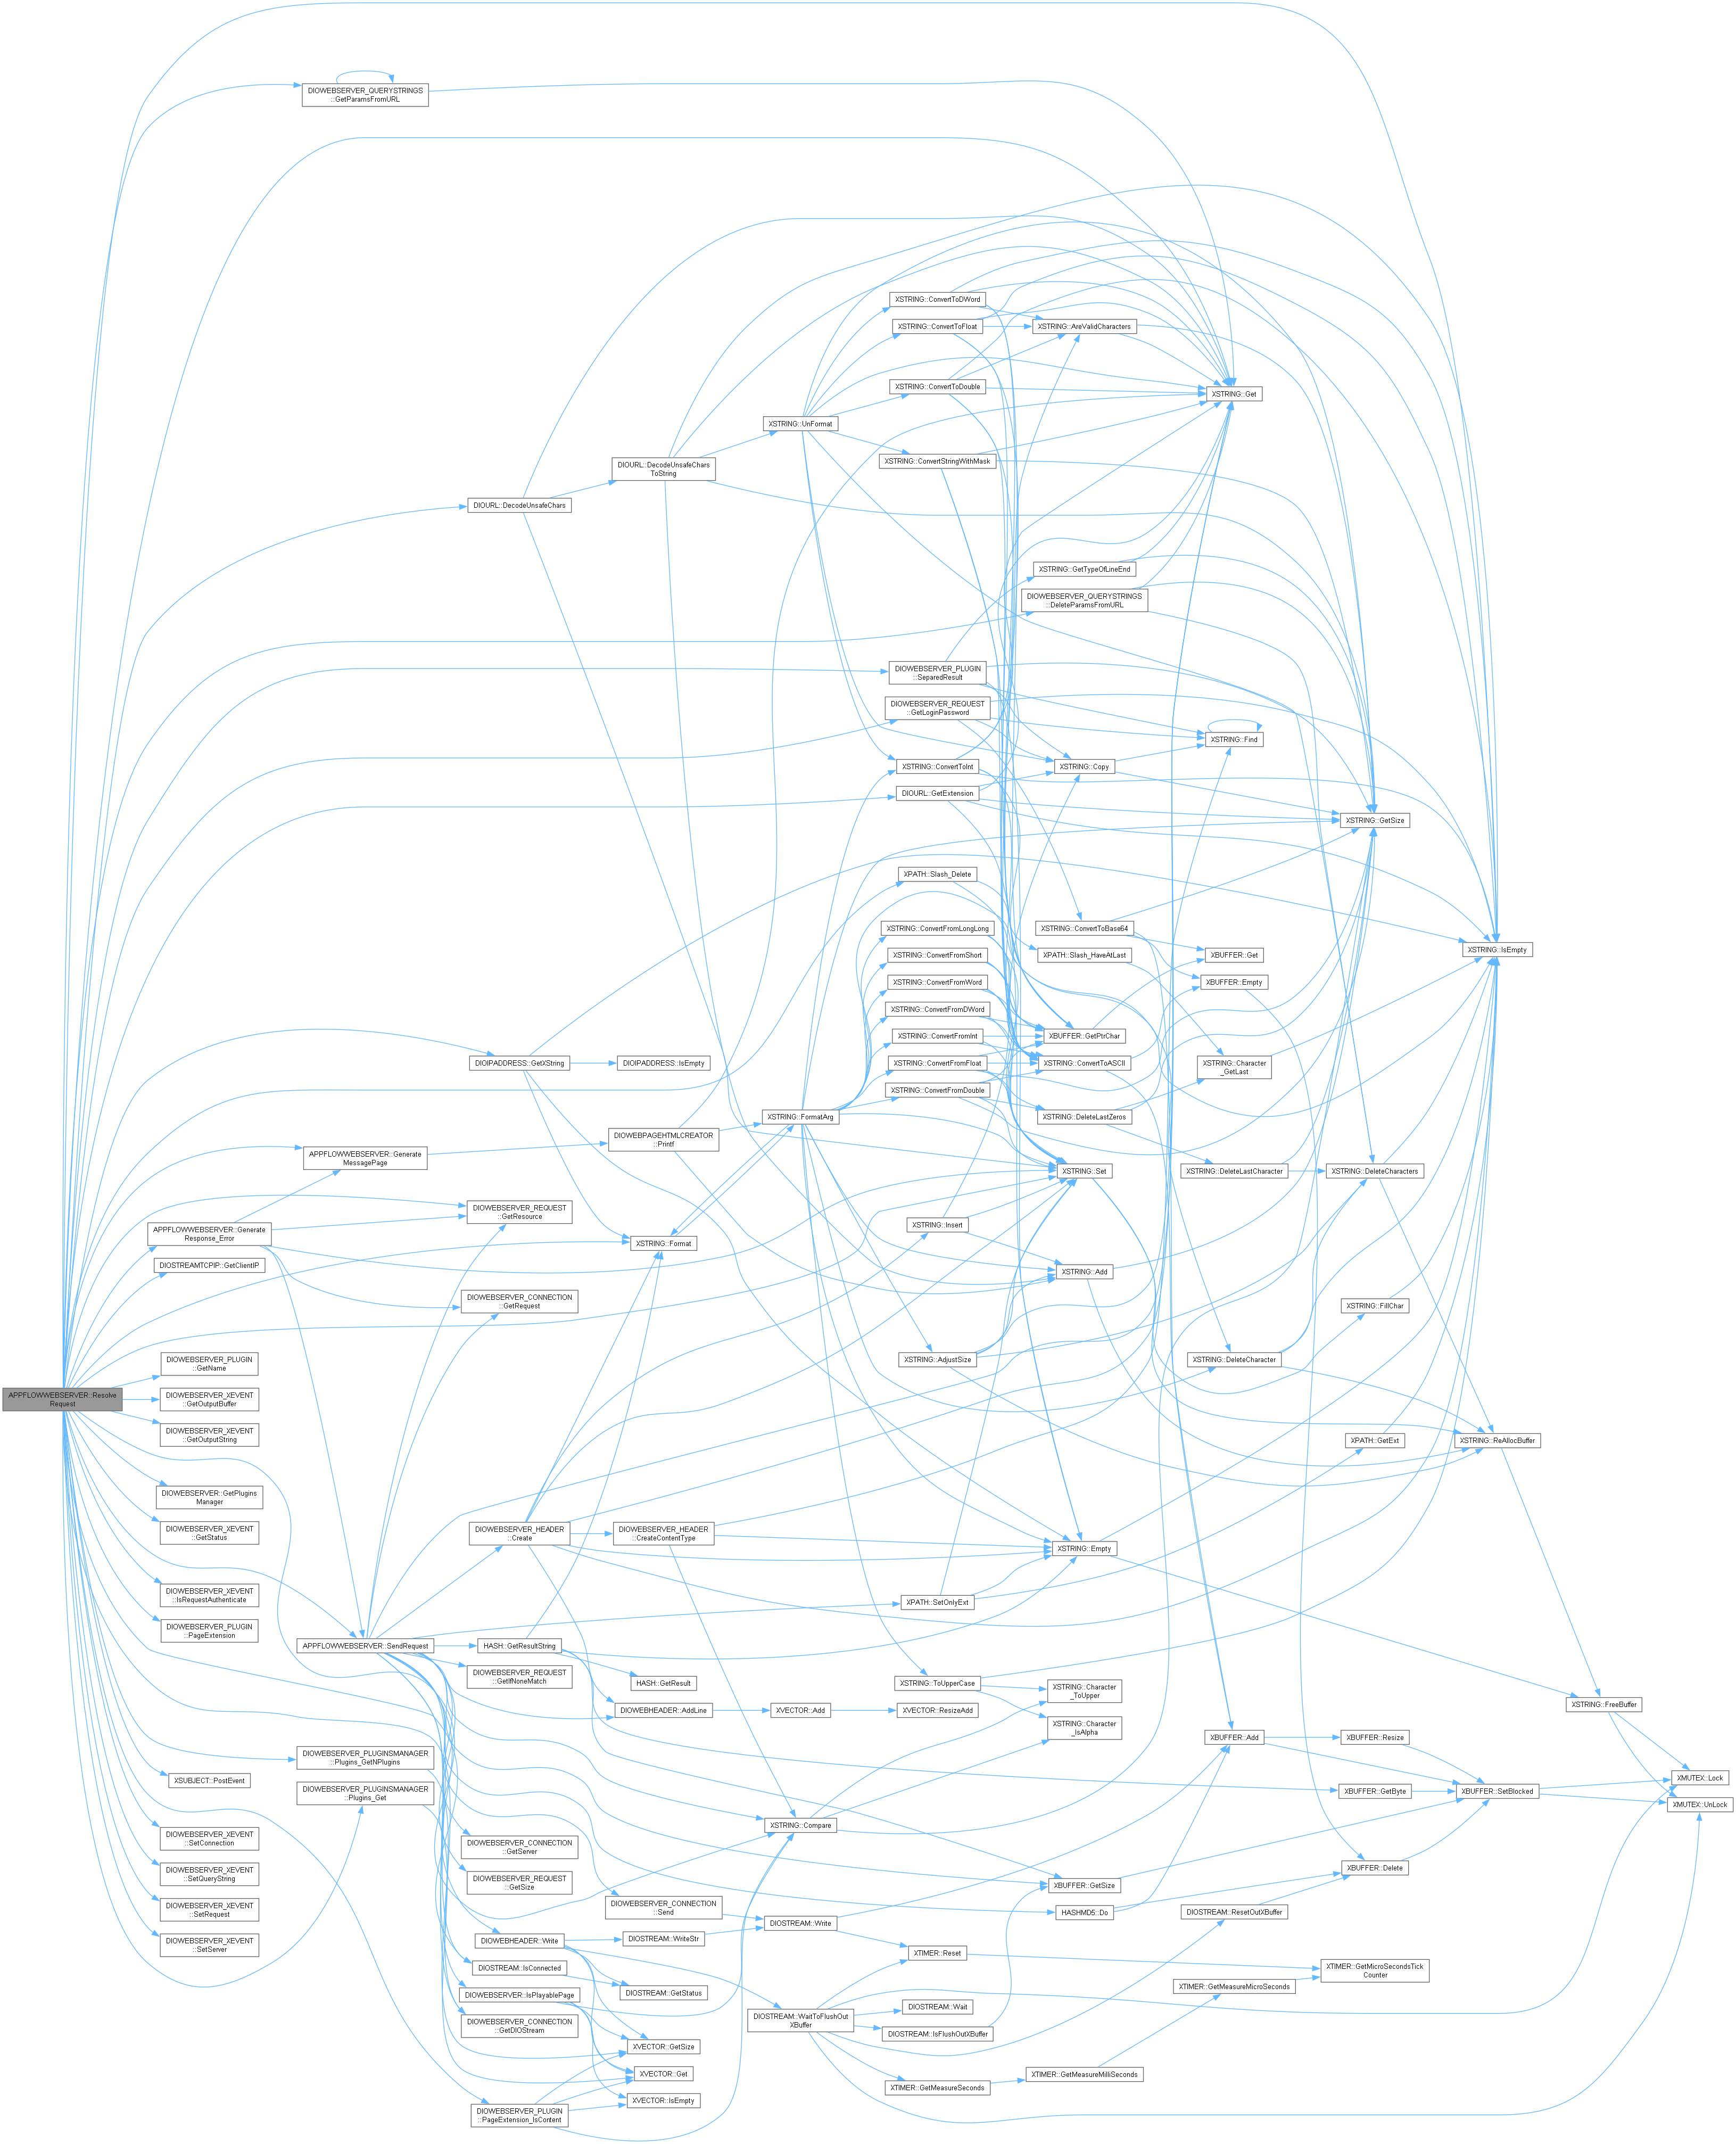 DIOWEBSERVER_QUERYSTRINGS
::GetParamsFromURL
XSTRING::ConvertToDWord
XSTRING::ConvertToFloat
XSTRING::AreValidCharacters
XSTRING::ConvertToDouble
XSTRING::Get
XSTRING::UnFormat
XSTRING::ConvertStringWithMask
DIOURL::DecodeUnsafeChars
ToString
DIOURL::DecodeUnsafeChars
XSTRING::GetTypeOfLineEnd
DIOWEBSERVER_QUERYSTRINGS
::DeleteParamsFromURL
DIOWEBSERVER_PLUGIN
::SeparedResult
DIOWEBSERVER_REQUEST
::GetLoginPassword
XSTRING::Find
XSTRING::ConvertToInt
XSTRING::Copy
DIOURL::GetExtension
XSTRING::GetSize
XPATH::Slash_Delete
XSTRING::ConvertFromLongLong
XSTRING::ConvertToBase64
XSTRING::IsEmpty
XSTRING::ConvertFromShort
XPATH::Slash_HaveAtLast
XBUFFER::Get
XSTRING::ConvertFromWord
XBUFFER::Empty
XSTRING::ConvertFromDWord
XSTRING::ConvertFromInt
XBUFFER::GetPtrChar
DIOIPADDRESS::GetXString
DIOIPADDRESS::IsEmpty
XSTRING::ConvertFromFloat
XSTRING::ConvertToASCII
XSTRING::Character
_GetLast
XSTRING::ConvertFromDouble
XSTRING::FormatArg
XSTRING::DeleteLastZeros
DIOWEBPAGEHTMLCREATOR
::Printf
APPFLOWWEBSERVER::Generate
MessagePage
XSTRING::Set
XSTRING::DeleteLastCharacter
XSTRING::DeleteCharacters
DIOWEBSERVER_REQUEST
::GetResource
APPFLOWWEBSERVER::Generate
Response_Error
XSTRING::Insert
XSTRING::Format
DIOSTREAMTCPIP::GetClientIP
XSTRING::Add
DIOWEBSERVER_CONNECTION
::GetRequest
XSTRING::FillChar
DIOWEBSERVER_PLUGIN
::GetName
XSTRING::AdjustSize
XSTRING::DeleteCharacter
APPFLOWWEBSERVER::Resolve
Request
DIOWEBSERVER_XEVENT
::GetOutputBuffer
DIOWEBSERVER_XEVENT
::GetOutputString
XPATH::GetExt
XSTRING::ReAllocBuffer
DIOWEBSERVER::GetPlugins
Manager
DIOWEBSERVER_XEVENT
::GetStatus
DIOWEBSERVER_HEADER
::Create
DIOWEBSERVER_HEADER
::CreateContentType
XSTRING::Empty
DIOWEBSERVER_XEVENT
::IsRequestAuthenticate
XPATH::SetOnlyExt
DIOWEBSERVER_PLUGIN
::PageExtension
APPFLOWWEBSERVER::SendRequest
HASH::GetResultString
DIOWEBSERVER_REQUEST
::GetIfNoneMatch
HASH::GetResult
XSTRING::ToUpperCase
XSTRING::Character
_ToUpper
XSTRING::FreeBuffer
DIOWEBHEADER::AddLine
XVECTOR::Add
XVECTOR::ResizeAdd
XSTRING::Character
_IsAlpha
XBUFFER::Add
XBUFFER::Resize
DIOWEBSERVER_PLUGINSMANAGER
::Plugins_GetNPlugins
XSUBJECT::PostEvent
XMUTEX::Lock
DIOWEBSERVER_PLUGINSMANAGER
::Plugins_Get
XBUFFER::GetByte
XBUFFER::SetBlocked
XMUTEX::UnLock
XSTRING::Compare
DIOWEBSERVER_XEVENT
::SetConnection
DIOWEBSERVER_CONNECTION
::GetServer
DIOWEBSERVER_XEVENT
::SetQueryString
DIOWEBSERVER_REQUEST
::GetSize
XBUFFER::GetSize
XBUFFER::Delete
DIOWEBSERVER_XEVENT
::SetRequest
DIOWEBSERVER_CONNECTION
::Send
HASHMD5::Do
DIOSTREAM::ResetOutXBuffer
DIOWEBSERVER_XEVENT
::SetServer
DIOWEBHEADER::Write
DIOSTREAM::WriteStr
DIOSTREAM::Write
XTIMER::Reset
DIOSTREAM::IsConnected
XTIMER::GetMicroSecondsTick
Counter
DIOWEBSERVER::IsPlayablePage
DIOSTREAM::GetStatus
XTIMER::GetMeasureMicroSeconds
DIOWEBSERVER_CONNECTION
::GetDIOStream
DIOSTREAM::WaitToFlushOut
XBuffer
DIOSTREAM::Wait
DIOSTREAM::IsFlushOutXBuffer
XVECTOR::GetSize
XVECTOR::Get
XTIMER::GetMeasureSeconds
XTIMER::GetMeasureMilliSeconds
XVECTOR::IsEmpty
DIOWEBSERVER_PLUGIN
::PageExtension_IsContent